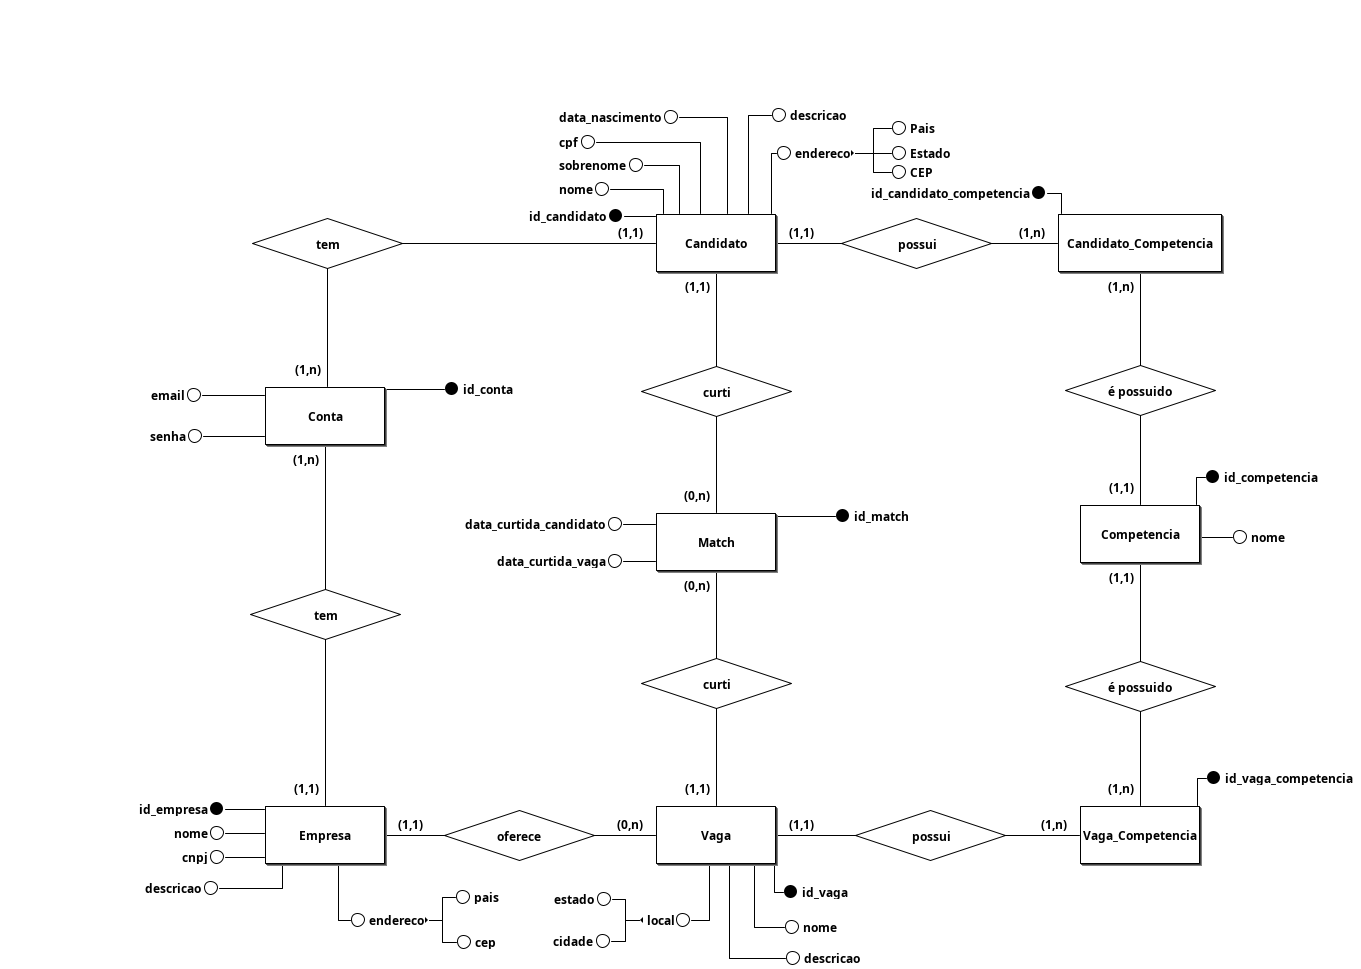 data_nascimento
descricao
cpf
Pais
sobrenome
endereco
Estado
CEP
nome
id_candidato_competencia
id_candidato
tem
(1,1)
Candidato
(1,1)
possui
(1,n)
Candidato_Competencia
(1,1)
(1,n)
(1,n)
email
id_conta
curti
é possuido
Conta
senha
(1,n)
(0,n)
(1,1)
id_competencia
data_curtida_candidato
id_match
Match
Competencia
nome
data_curtida_vaga
(0,n)
(1,1)
tem
curti
é possuido
(1,1)
(1,1)
(1,n)
id_vaga_competencia
id_empresa
nome
Empresa
(1,1)
oferece
(0,n)
Vaga
(1,1)
possui
(1,n)
Vaga_Competencia
cnpj
descricao
pais
estado
id_vaga
endereco
local
nome
cep
cidade
descricao